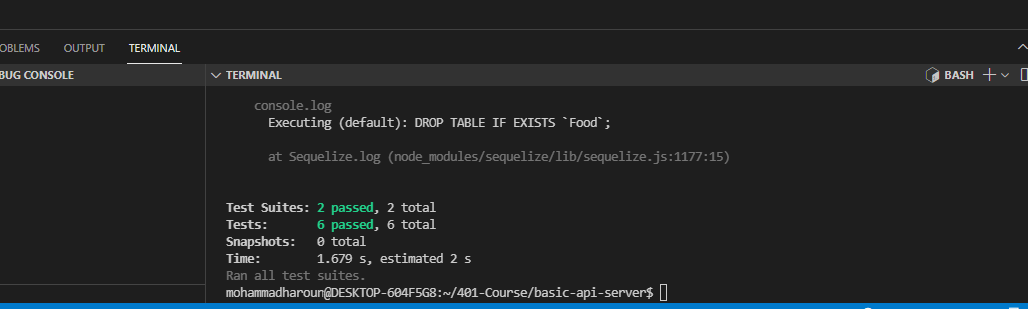 OBLEMS OUTPUT TERMINAL
BUG CONSOLE
TERMINAL
BASH
console.log
Executing (default): DROP TABLE IF EXISTS `Food`;
at Sequelize.log (node_modules/sequelize/lib/sequelize.js:1177:15)
Test Suites: 2 passed, 2 total
Tests: 6 passed, 6 total
Snapshots: 0 total
Time: 1.679 s, estimated 2 s
Ran all test suites.
mohammadharoun@DESKTOP-604F5G8:~/401-Course/basic-api-server$